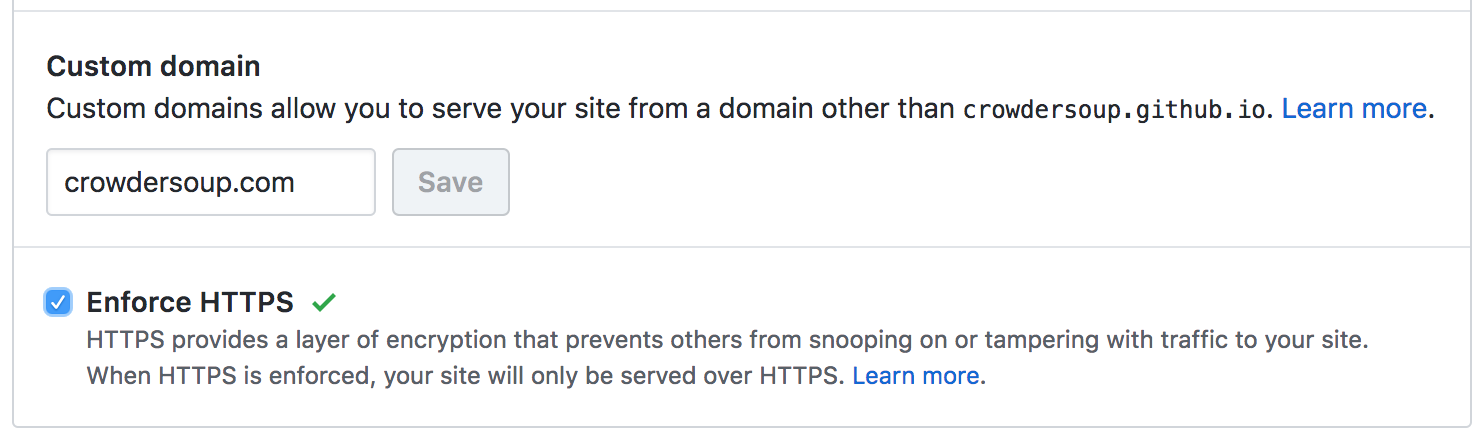 Custom domain
Custom domains allow you to serve your site from a domain other than crowdersoup.github.io. Learn more.
crowdersoup.com Save
Enforce HTTPS
HTTPS provides a layer of encryption that prevents others from snooping on or tampering with traffic to your site.
When HTTPS is enforced, your site will only be served over HTTPS. Learn more.